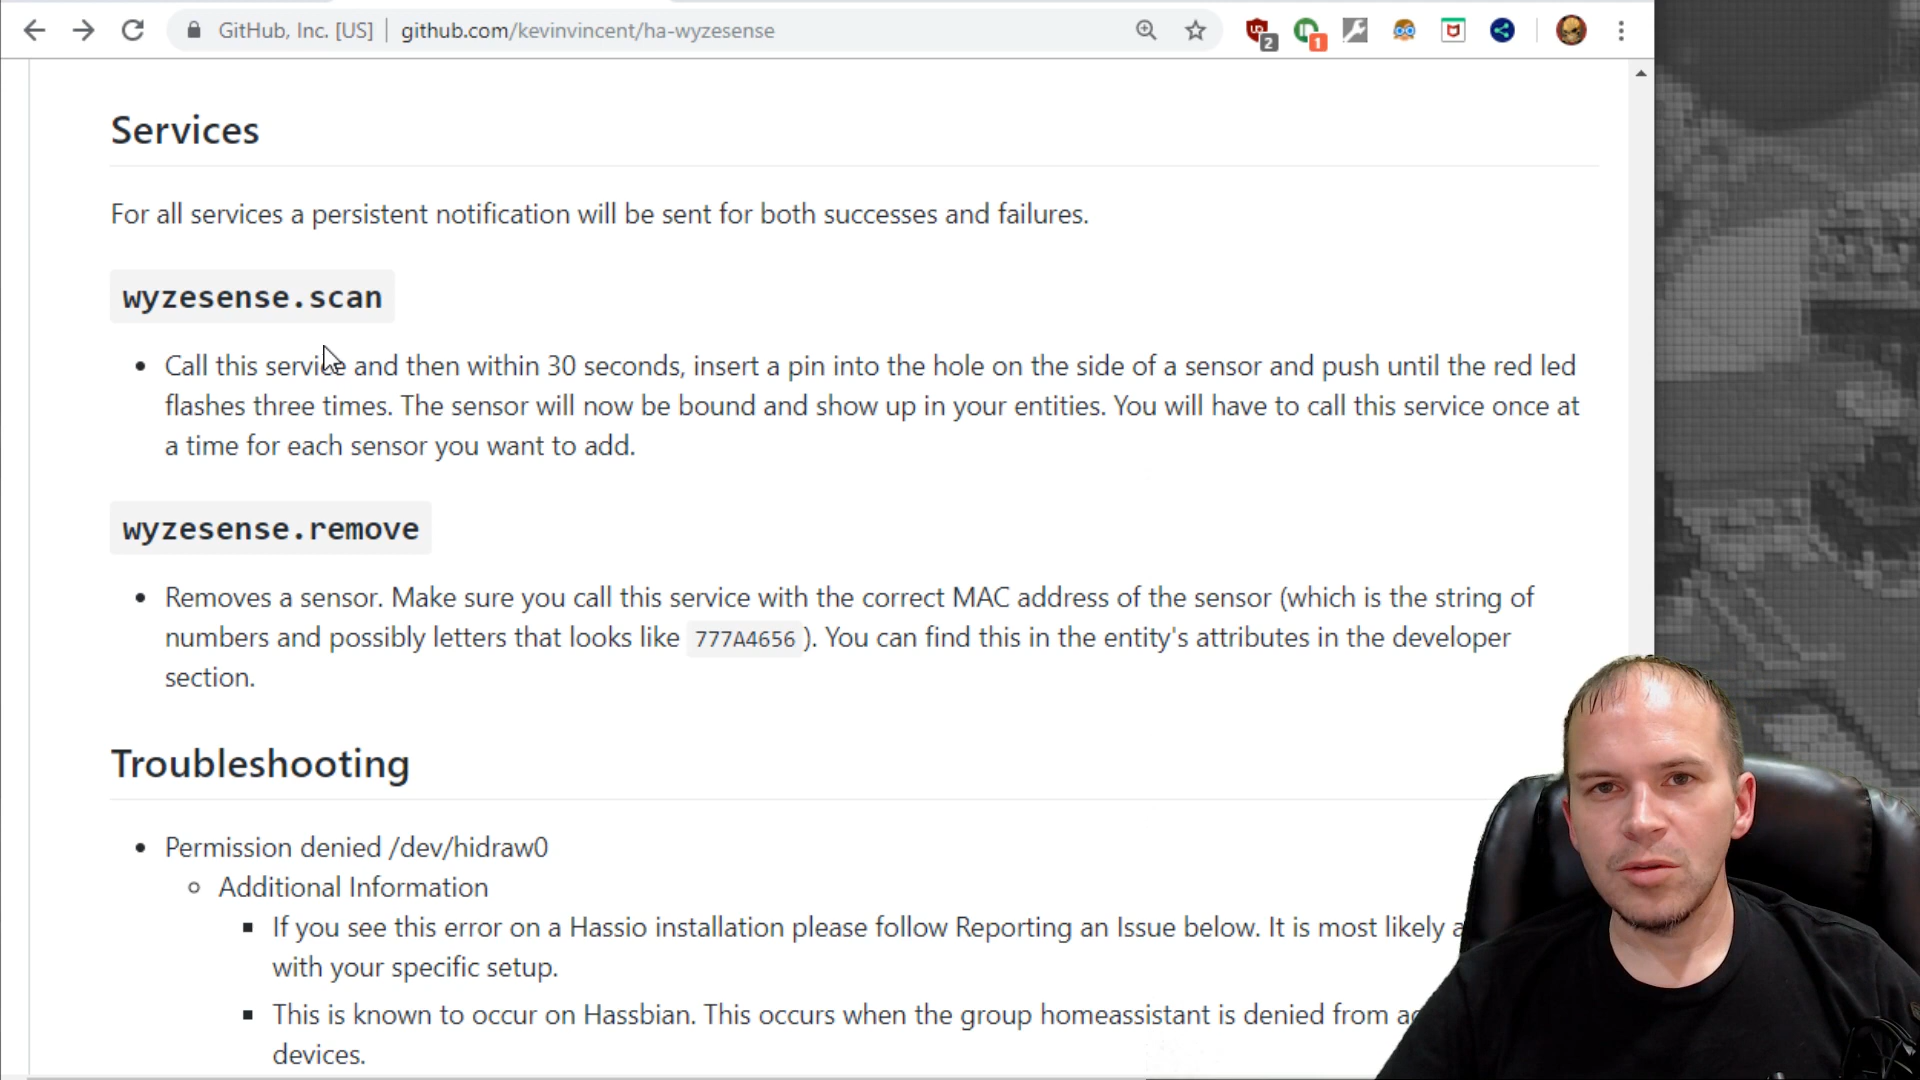 GitHub, Inc. [US] | github.com/kevinvincent/ha-wyzesense
2
1
Services
For all services a persistent notification will be sent for both successes and failures.
wyzesense.scan
• Call this service and then within 30 seconds, insert a pin into the hole on the side of a sensor and push until the red led
flashes three times. The sensor will now be bound and show up in your entities. You will have to call this service once at
a time for each sensor you want to add.
wyzesense.remove
• Removes a sensor. Make sure you call this service with the correct MAC address of the sensor (which is the string of
numbers and possibly letters that looks like 777A4656 ). You can find this in the entity's attributes in the developer
section.
Troubleshooting
• Permission denied /dev/hidraw0
Additional Information
If you see this error on a Hassio installation please follow Reporting an Issue below. It is most likely a
with your specific setup.
This is known to occur on Hassbian. This occurs when the group homeassistant is denied from
devices.